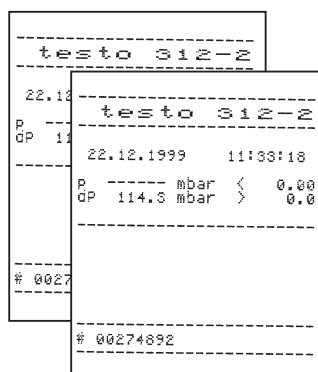 testo 312-2
22.12
P
dP 11
# 0027
testo 312-2
22.12.1999 11:33:18
P ------ mbar < 0.00
dP 114.3 mbar > 0.0
# 00274892